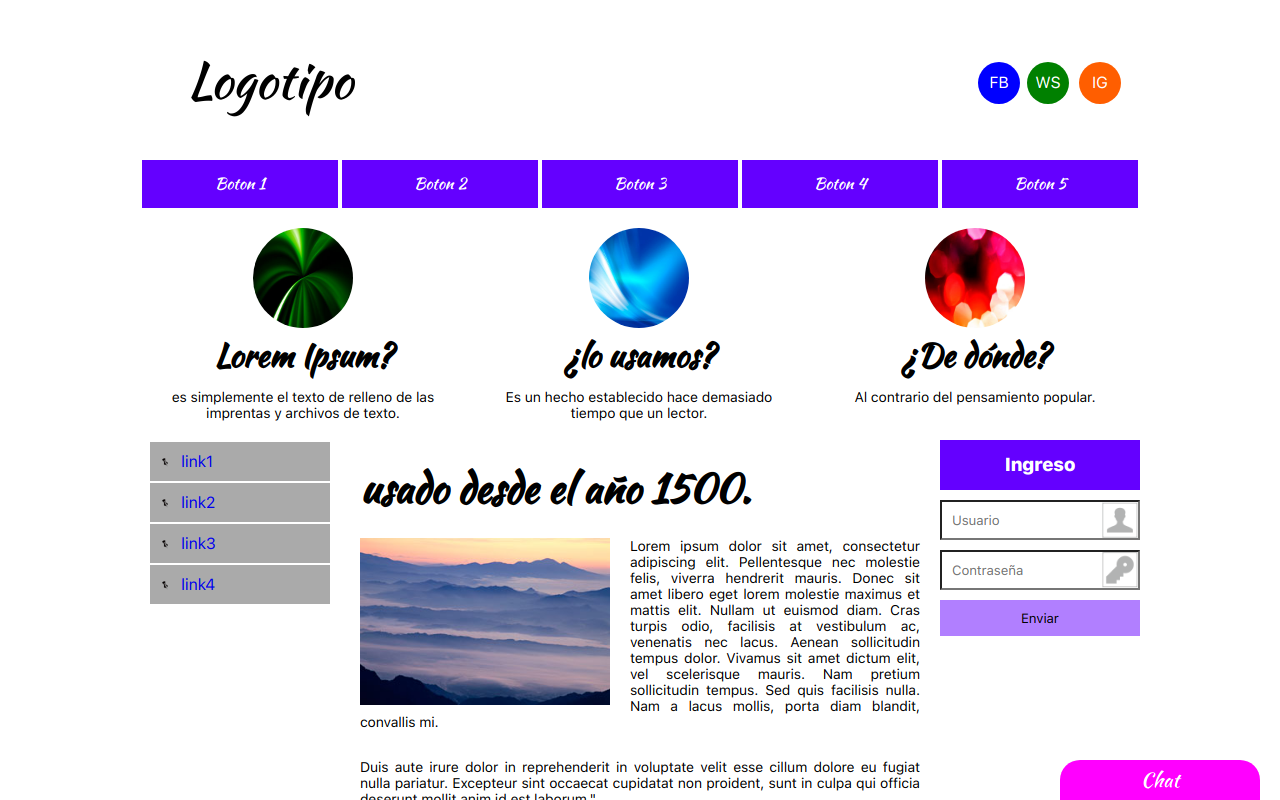 Logotipo
FB WS IG
Boton 1 Boton 2 Boton 3 Boton 4 Boton 5
Lorem Ipsum?
es simplemente el texto de relleno de las
imprentas y archivos de texto.
¿lo usamos?
Es un hecho establecido hace demasiado
tiempo que un lector.
¿De dónde?
Al contrario del pensamiento popular.
link1
link2
link3
link4
usado desde el año 1500.
Lorem ipsum dolor sit amet, consectetur
adipiscing elit. Pellentesque nec molestie
felis, viverra hendrerit mauris. Donec sit
amet libero eget lorem molestie maximus et
mattis elit. Nullam ut euismod diam. Cras
turpis odio, facilisis at vestibulum ac,
venenatis nec lacus. Aenean sollicitudin
tempus dolor. Vivamus sit amet dictum elit,
vel scelerisque mauris. Nam pretium
sollicitudin tempus. Sed quis facilisis nulla.
Nam a lacus mollis, porta diam blandit,
convallis mi.
Duis aute irure dolor in reprehenderit in voluptate velit esse cillum dolore eu fugiat
nulla pariatur. Excepteur sint occaecat cupidatat non proident, sunt in culpa qui officia
deserunt mollit anim id est laborum."
Ingreso
Usuario
Contraseña
Enviar
Chat